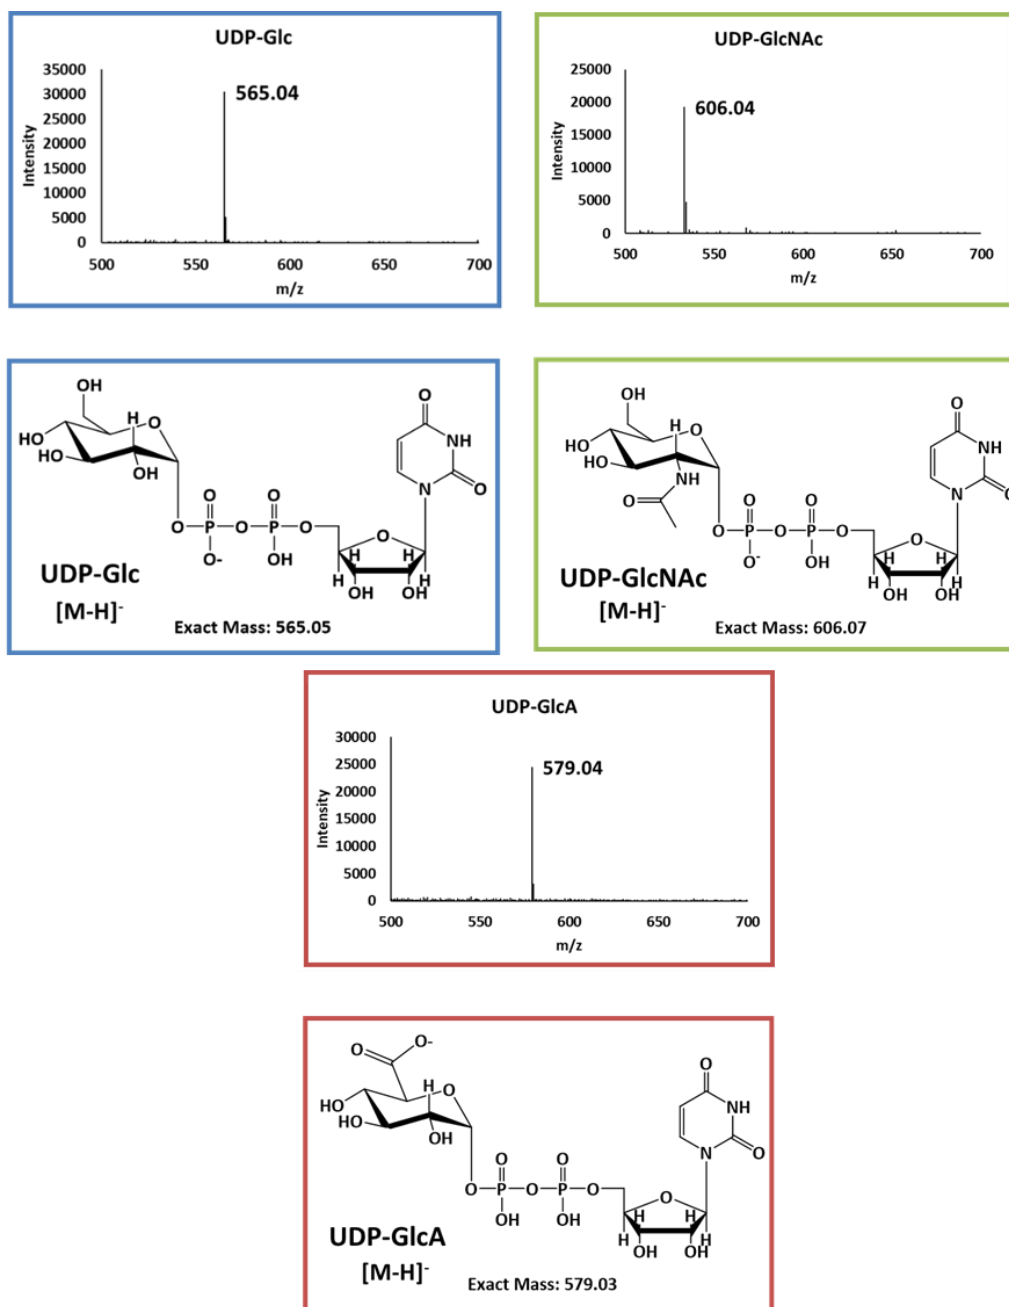 UDP-Glc
35000
30000
25000
20000
15000
10000
5000
0
Intensity
565.04
500 550 600 650 700
m/z
UDP-GlcNAc
25000
20000
15000
10000
5000
0
Intensity
606.04
500 550 600 650 700
m/z
OH
HO
HO
H
O
OH
O
NH
N
O
O
O
O P O P O
O- OH
O
H H
H H
OH OH
UDP-Glc
[M-H]-
Exact Mass: 565.05
HO
HO
HO
H
O
NH
O
O
NH
N
O
O
O
O P O P O
O- OH
O
H H
H H
OH OH
UDP-GlcNAc
[M-H]-
Exact Mass: 606.07
UDP-GlcA
30000
25000
20000
15000
10000
5000
0
Intensity
579.04
500 550 600 650 700
m/z
O
O-
HO
HO
H
O
OH
O
NH
N
O
O
O
O P O P O
OH OH
O
H H
H H
OH OH
UDP-GlcA
[M-H]-
Exact Mass: 579.03